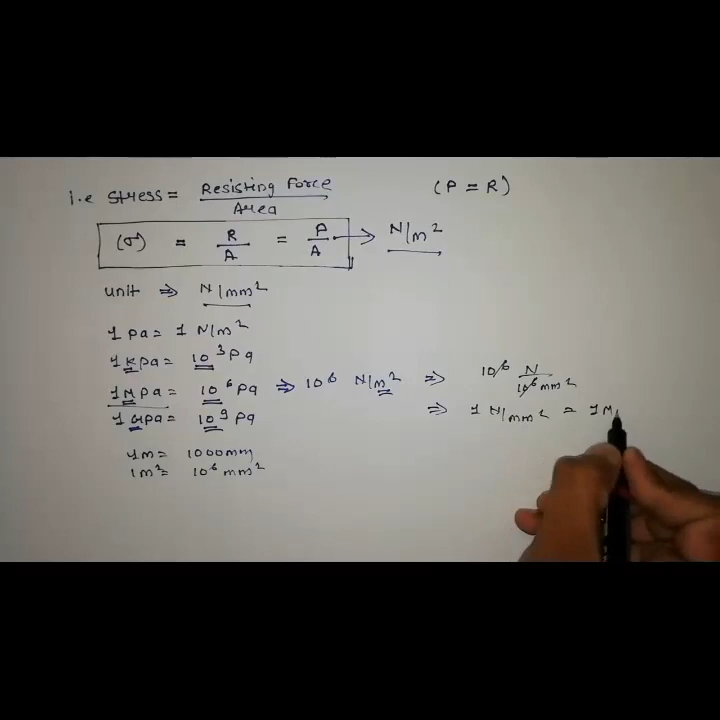 i.e stress = Resisting Force / Area (P = R)
(σ) = R/A = P/A → N/m²
unit ⇒ N/mm²
1 Pa = 1 N/m²
1 KPa = 10³ Pa
1 MPa = 10⁶ Pa ⇒ 10⁶ N/m² ⇒ 10⁶ N / 10⁶ mm²
1 GPa = 10⁹ Pa ⇒ 1 N/mm² = 1 M
1m = 1000mm
1m² = 10⁶ mm²